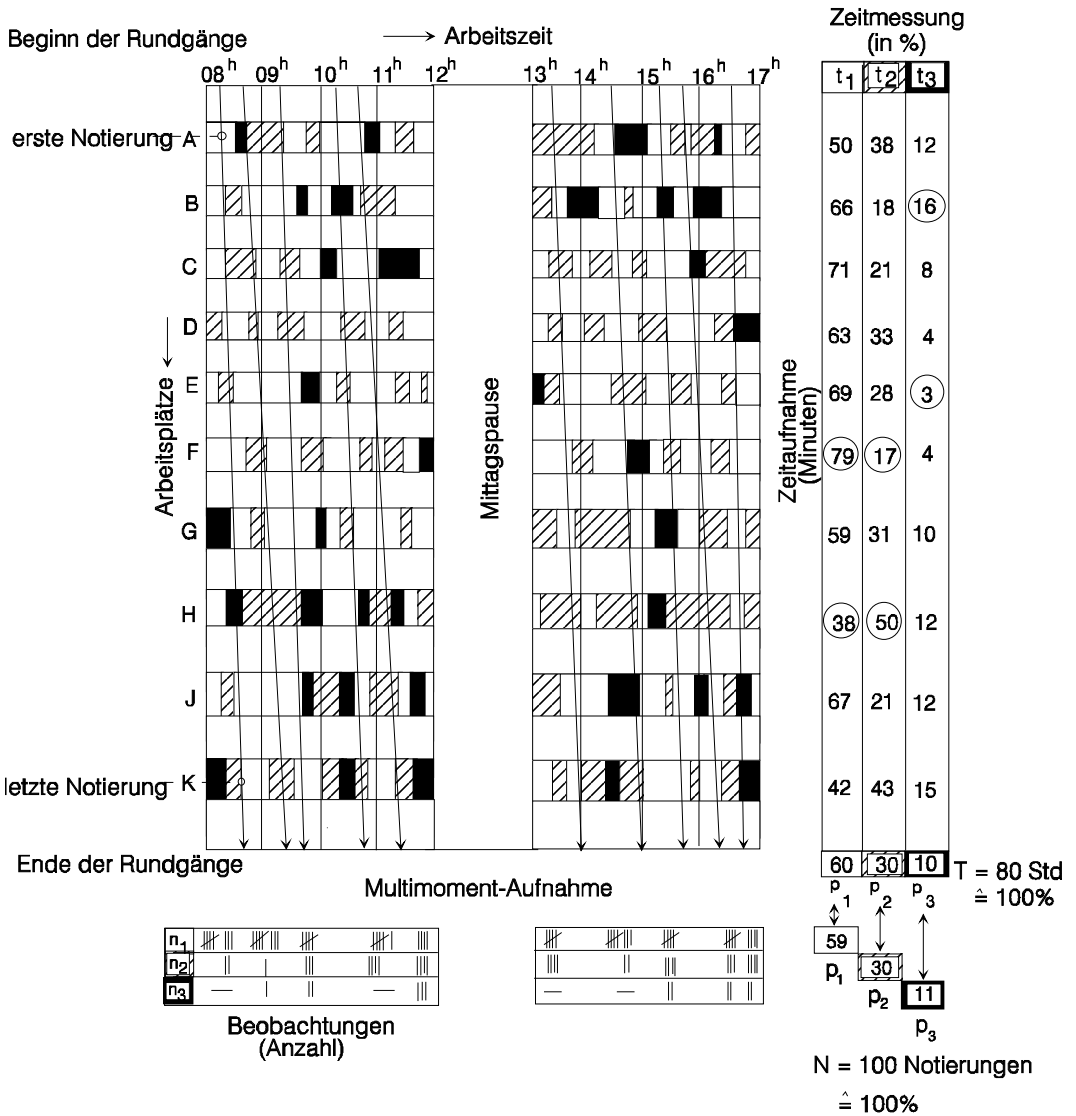 Zeitmessung
(in %)
Beginn der Rundgänge
Arbeitszeit
08h 09h 10h 11h 12h 13h 14h 15h 16h 17h
t1 t2 t3
erste Notierung A 50 38 12
B 66 18 16
C 71 21 8
D 63 33 4
E 69 28 3
F 79 17 4
G 59 31 10
H 38 50 12
J 67 21 12
letzte Notierung K 42 43 15
Arbeitsplätze
Mittagspause
Zeitaufnahme
(Minuten)
Ende der Rundgänge
60 30 10 T = 80 Std
≙ 100%
p1 p2 p3
Multimoment-Aufnahme
n1
n2
n3
59
p1
30
p2
11
p3
Beobachtungen
(Anzahl)
N = 100 Notierungen
≙ 100%